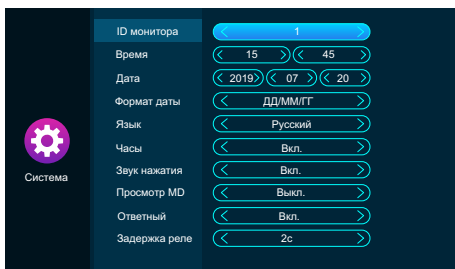 ID монитора 1
Время 15 45
Дата 2019 07 20
Формат даты ДД/ММ/ГГ
Язык Русский
Часы Вкл.
Звук нажатия Вкл.
Просмотр MD Выкл.
Ответный Вкл.
Задержка реле 2с
Система